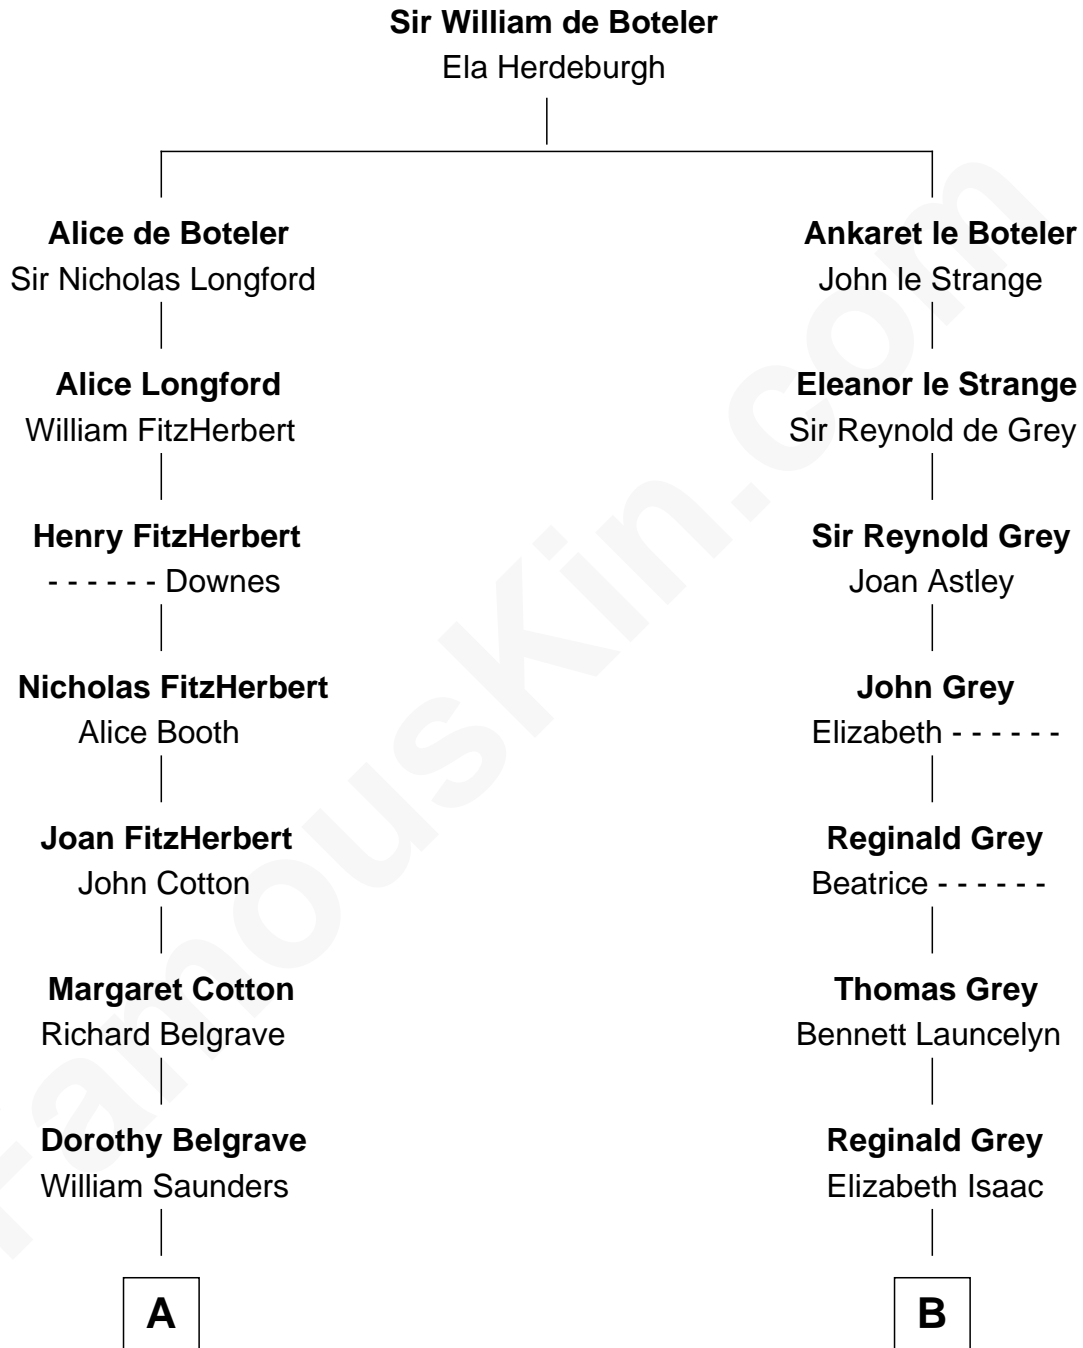 Sir William de Boteler
Ela Herdeburgh
Alice de Boteler
Sir Nicholas Longford
Alice Longford
William FitzHerbert
Henry FitzHerbert
- - - - - - Downes
Nicholas FitzHerbert
Alice Booth
Joan FitzHerbert
John Cotton
Margaret Cotton
Richard Belgrave
Dorothy Belgrave
William Saunders
A
Ankaret le Boteler
John le Strange
Eleanor le Strange
Sir Reynold de Grey
Sir Reynold Grey
Joan Astley
John Grey
Elizabeth - - - - - -
Reginald Grey
Beatrice - - - - - -
Thomas Grey
Bennett Launcelyn
Reginald Grey
Elizabeth Isaac
B
FamousKin.com